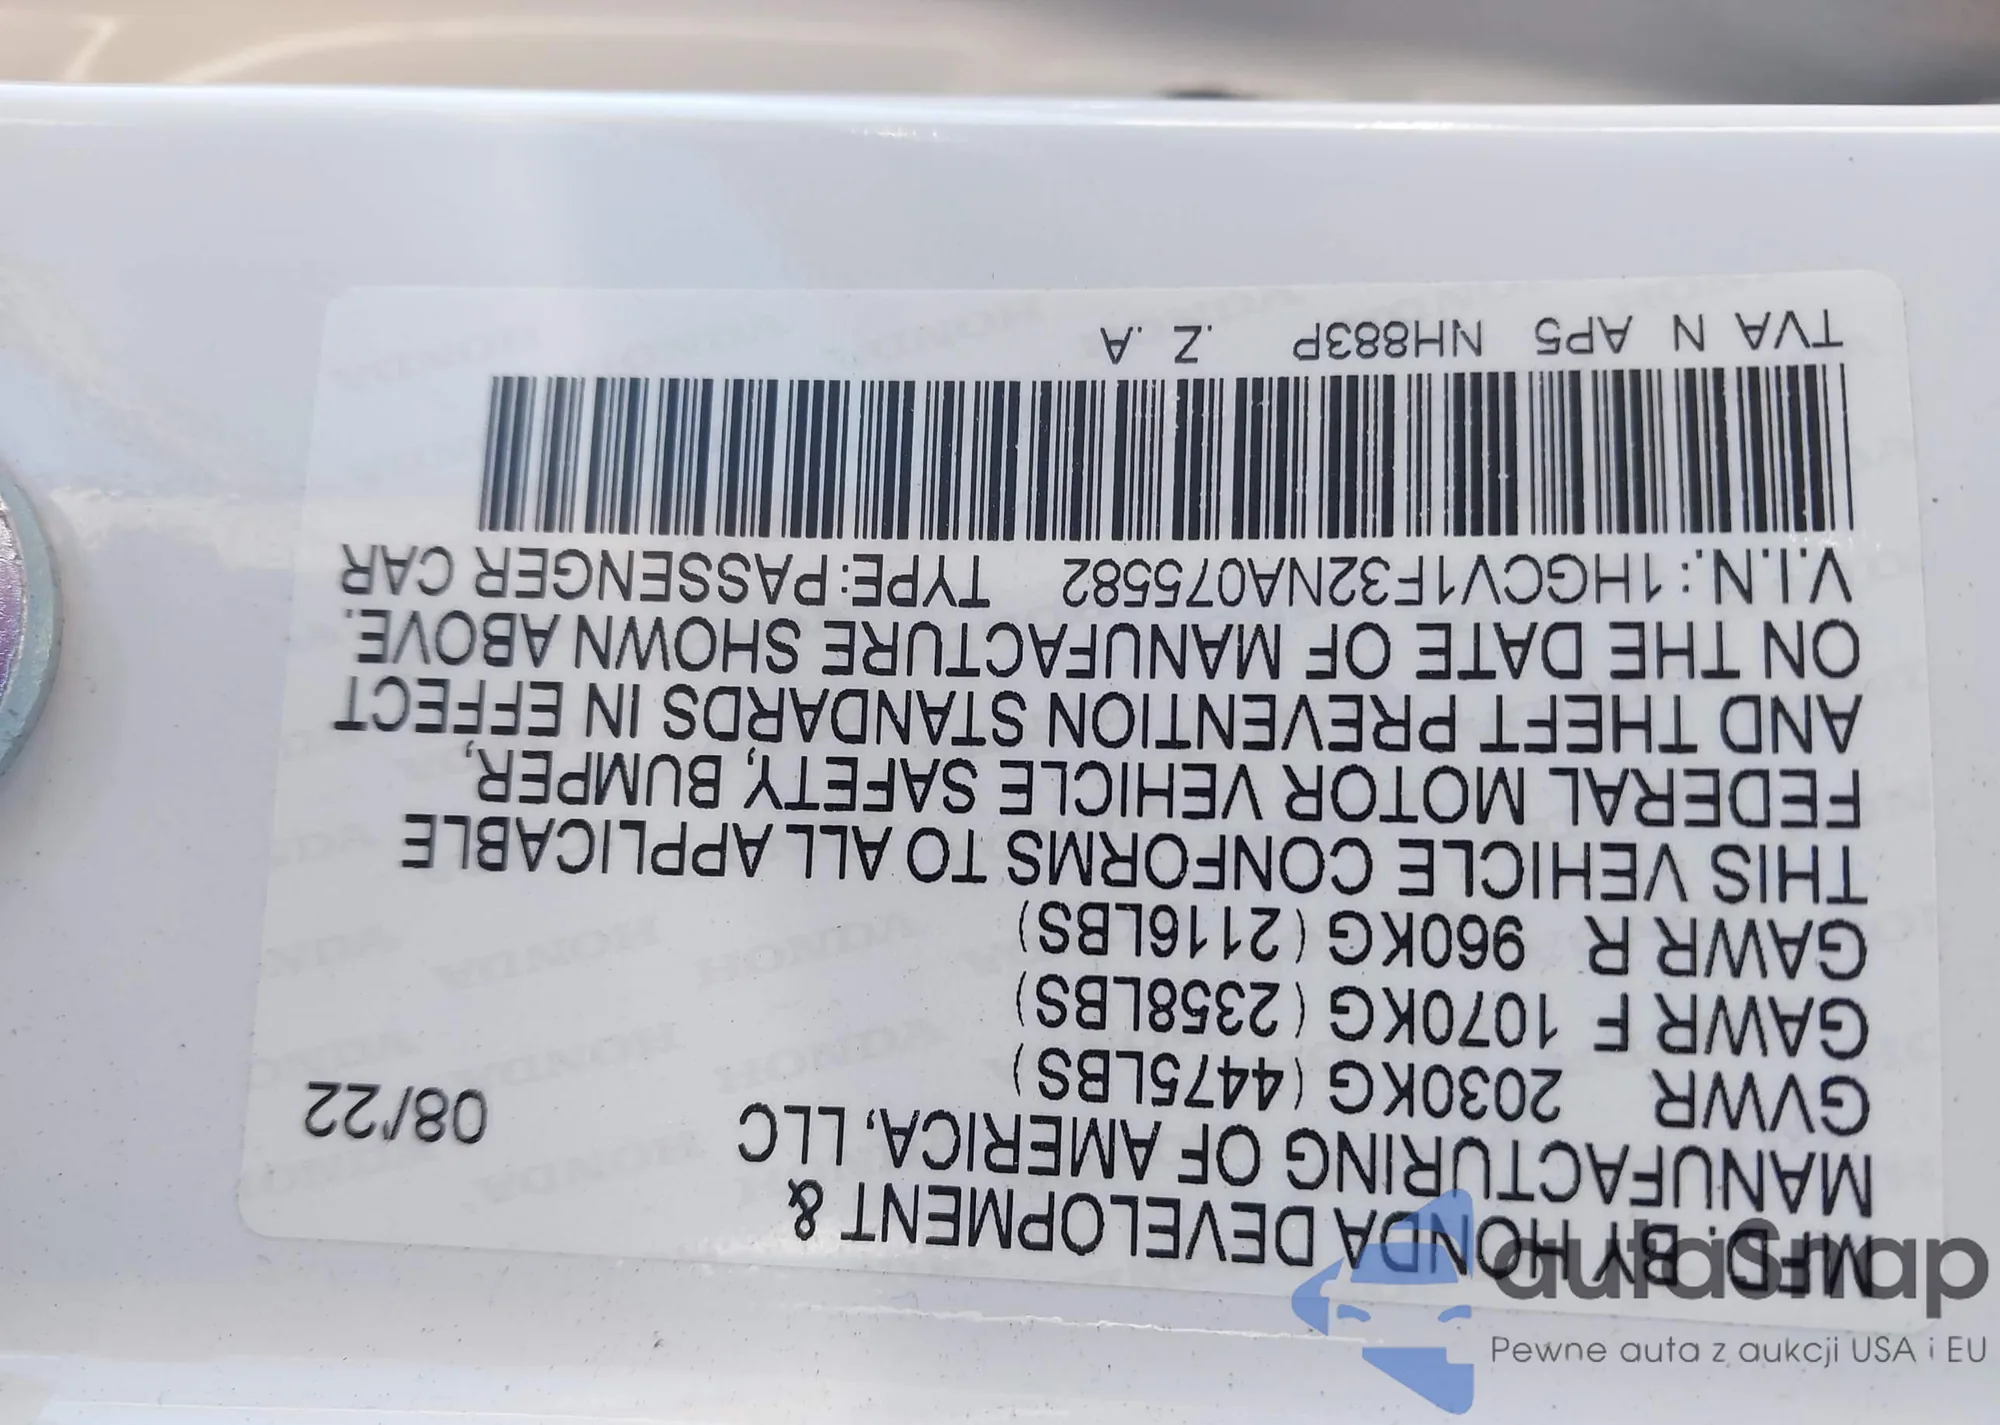 MFD. BY HONDA DEVELOPMENT &
MANUFACTURING OF AMERICA, LLC 08/22
GVWR 2030KG (4475LBS)
GAWR F 1070KG (2358LBS)
GAWR R 960KG (2116LBS)
THIS VEHICLE CONFORMS TO ALL APPLICABLE
FEDERAL MOTOR VEHICLE SAFETY, BUMPER,
AND THEFT PREVENTION STANDARDS IN EFFECT
ON THE DATE OF MANUFACTURE SHOWN ABOVE.
V.I.N.: 1HGCV1F32NA075582 TYPE:PASSENGER CAR
TVA N AP5 NH883P .Z .A
autaSnap
Pewne auta z aukcji USA i EU